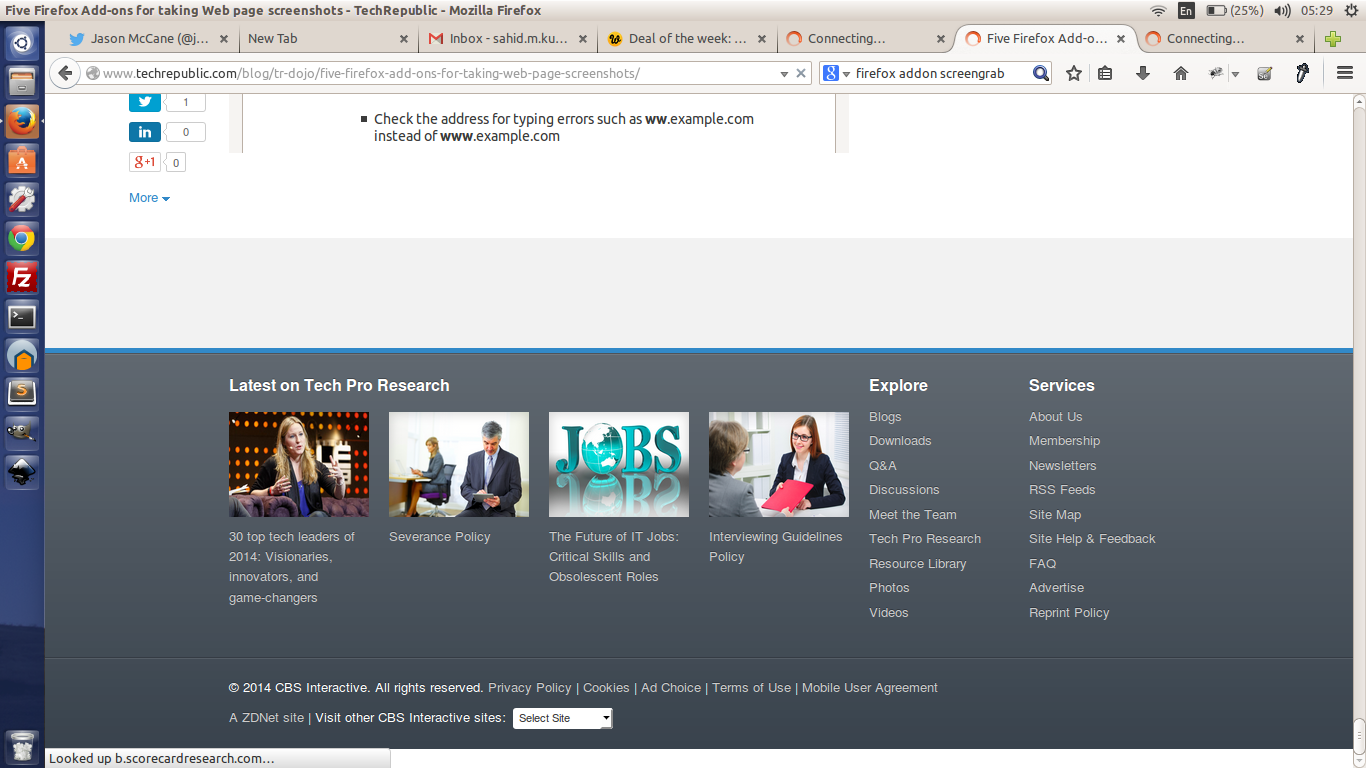 Five Firefox Add-ons for taking Web page screenshots - TechRepublic - Mozilla Firefox
En
(25%)
05:29
Jason McCane (@j...
New Tab
Inbox - sahid.m.ku...
Deal of the week: ...
Connecting...
Five Firefox Add-o...
Connecting...
www.techrepublic.com/blog/tr-dojo/five-firefox-add-ons-for-taking-web-page-screenshots/
firefox addon screengrab
1
Check the address for typing errors such as ww.example.com
instead of www.example.com
in
0
g+1
0
More
Latest on Tech Pro Research
JOBS
30 top tech leaders of
2014: Visionaries,
innovators, and
game-changers
Severance Policy
The Future of IT Jobs:
Critical Skills and
Obsolescent Roles
Interviewing Guidelines
Policy
Explore
Blogs
Downloads
Q&A
Discussions
Meet the Team
Tech Pro Research
Resource Library
Photos
Videos
Services
About Us
Membership
Newsletters
RSS Feeds
Site Map
Site Help & Feedback
FAQ
Advertise
Reprint Policy
© 2014 CBS Interactive. All rights reserved. Privacy Policy | Cookies | Ad Choice | Terms of Use | Mobile User Agreement
A ZDNet site | Visit other CBS Interactive sites: Select Site
Looked up b.scorecardresearch.com...